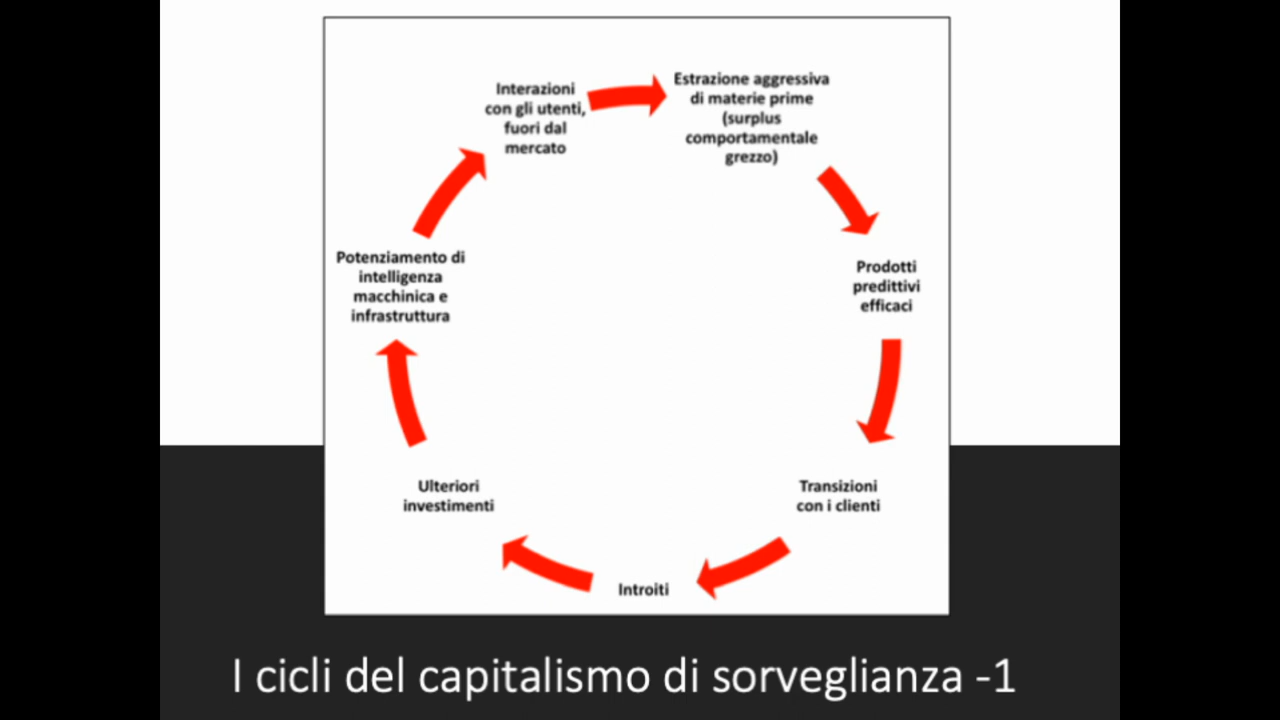 Interazioni
con gli utenti,
fuori dal
mercato
Estrazione aggressiva
di materie prime
(surplus
comportamentale
grezzo)
Prodotti
predittivi
efficaci
Transizioni
con i clienti
Introiti
Ulteriori
investimenti
Potenziamento di
intelligenza
macchinica e
infrastruttura
I cicli del capitalismo di sorveglianza -1